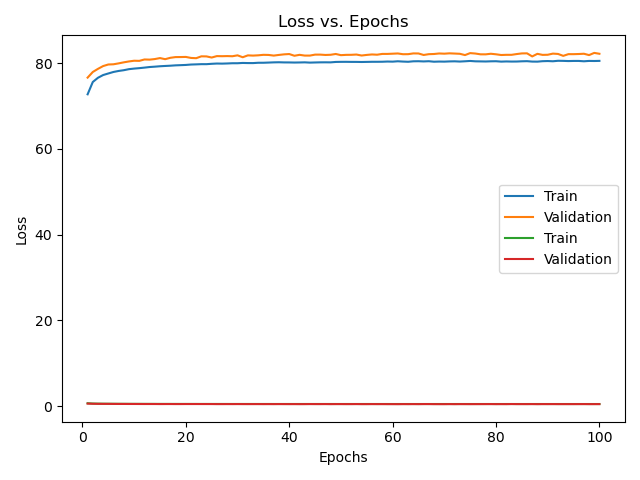 Loss vs. Epochs
80
60
40
20
0
Loss
Train
Validation
Train
Validation
0 20 40 60 80 100
Epochs